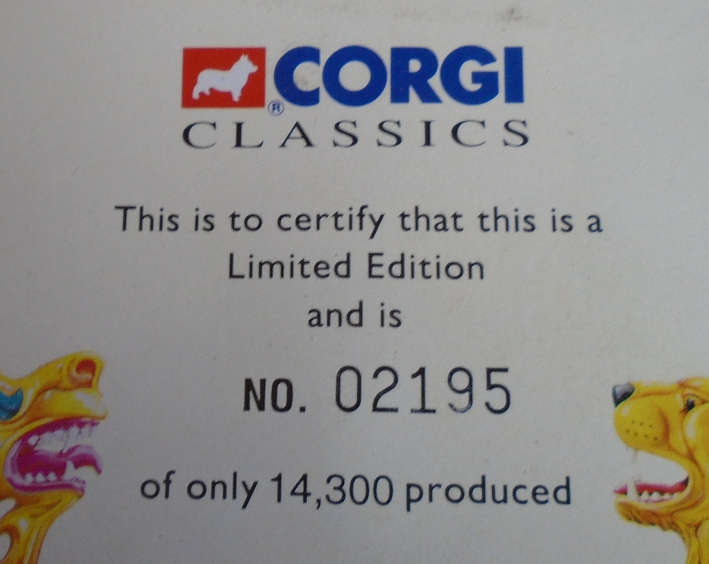 CORGI
®
CLASSICS
This is to certify that this is a
Limited Edition
and is
NO. 02195
of only 14,300 produced